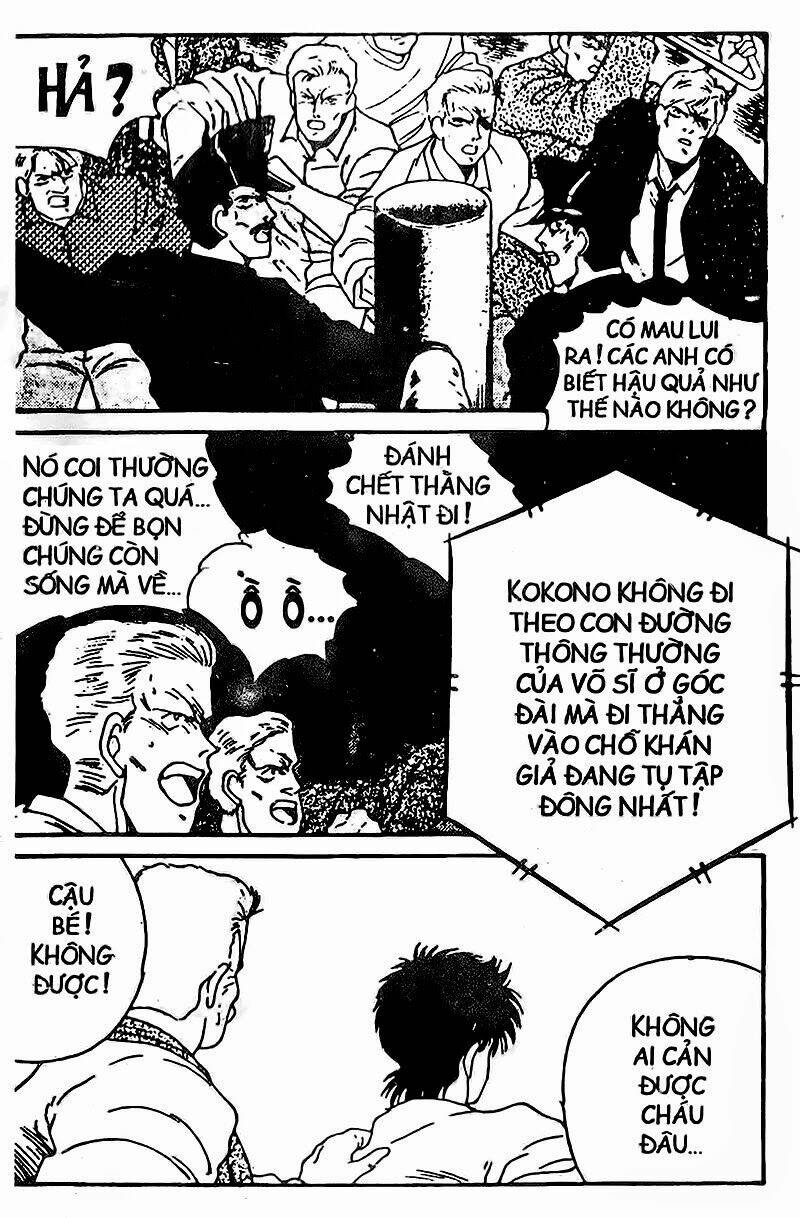 HẢ?
CÓ MAU LUI
RA! CÁC ANH CÓ
BIẾT HẬU QUẢ NHƯ
THẾ NÀO KHÔNG?
NÓ COI THƯỜNG
CHÚNG TA QUÁ...
ĐỪNG ĐỂ BỌN
CHÚNG CÒN
SỐNG MÀ VỀ...
ĐÁNH
CHẾT THẰNG
NHẬT ĐI!
Ồ Ồ...
KOKONO KHÔNG ĐI
THEO CON ĐƯỜNG
THÔNG THƯỜNG
CỦA VÕ SĨ Ở GÓC
ĐÀI MÀ ĐI THẲNG
VÀO CHỖ KHÁN
GIẢ ĐANG TỤ TẬP
ĐÔNG NHẤT!
CẬU
BÉ!
KHÔNG
ĐƯỢC!
KHÔNG
AI CẢN
ĐƯỢC
CHÁU
ĐÂU...